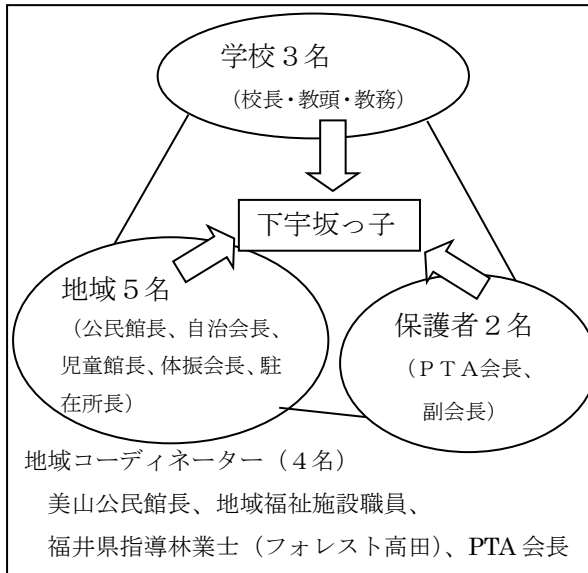 学校３名
（校長・教頭・教務）
下宇坂っ子
地域５名
（公民館長、自治会長、
児童館長、体振会長、駐
在所長）
保護者２名
（ＰＴＡ会長、
副会長）
地域コーディネーター（４名）
美山公民館長、地域福祉施設職員、
福井県指導林業士（フォレスト高田）、PTA 会長